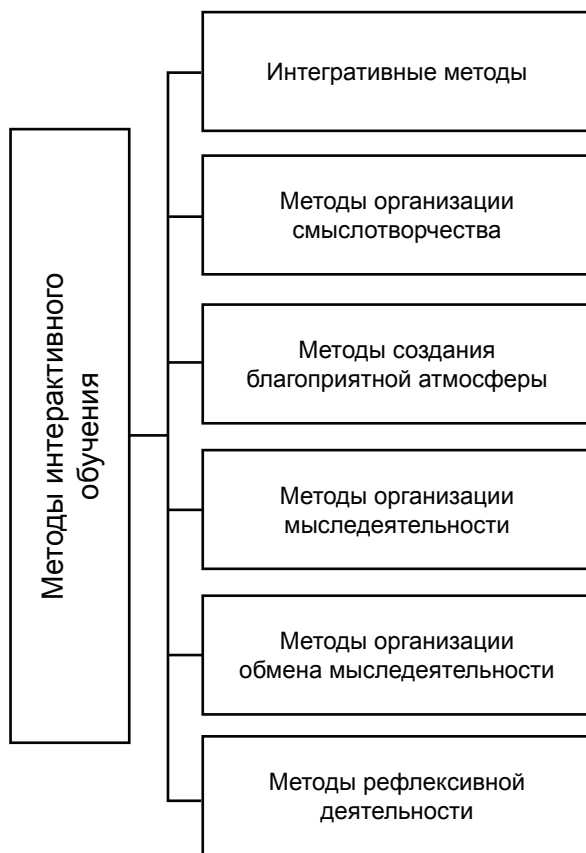 Методы интерактивного
обучения
Интегративные методы
Методы организации
смыслотворчества
Методы создания
благоприятной атмосферы
Методы организации
мыследеятельности
Методы организации
обмена мыследеятельности
Методы рефлексивной
деятельности